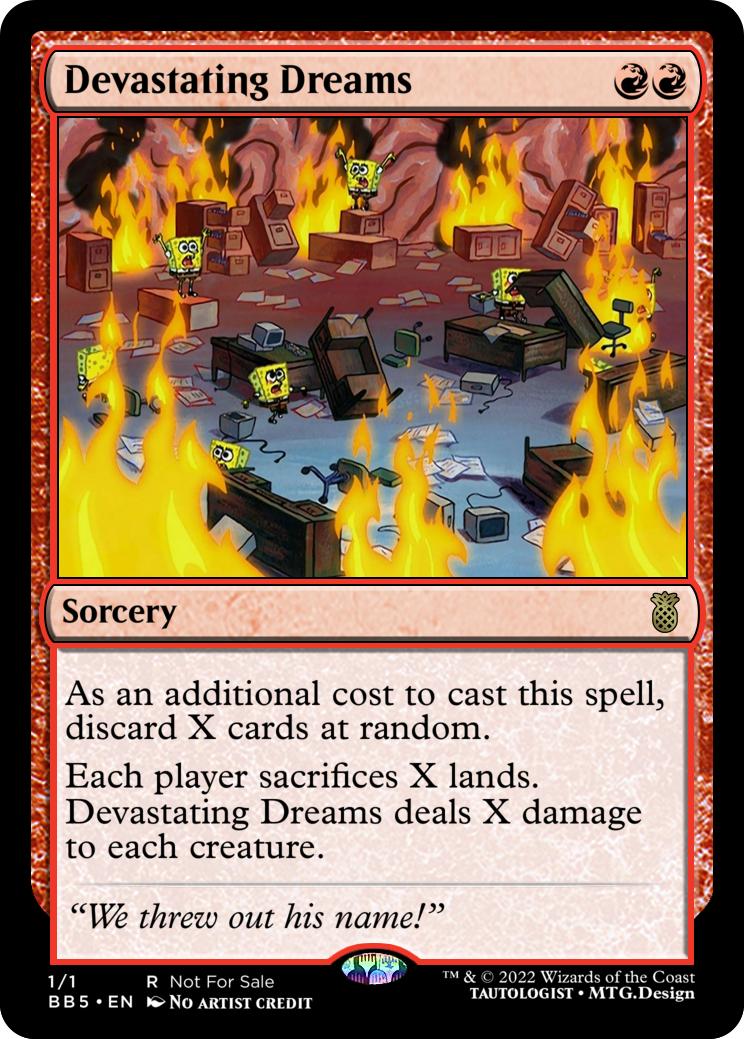 Devastating Dreams
Sorcery
As an additional cost to cast this spell,
discard X cards at random.
Each player sacrifices X lands.
Devastating Dreams deals X damage
to each creature.
“We threw out his name!”
1/1 R Not For Sale
BB5 • EN NO ARTIST CREDIT
™ & © 2022 Wizards of the Coast
TAUTOLOGIST • MTG.Design